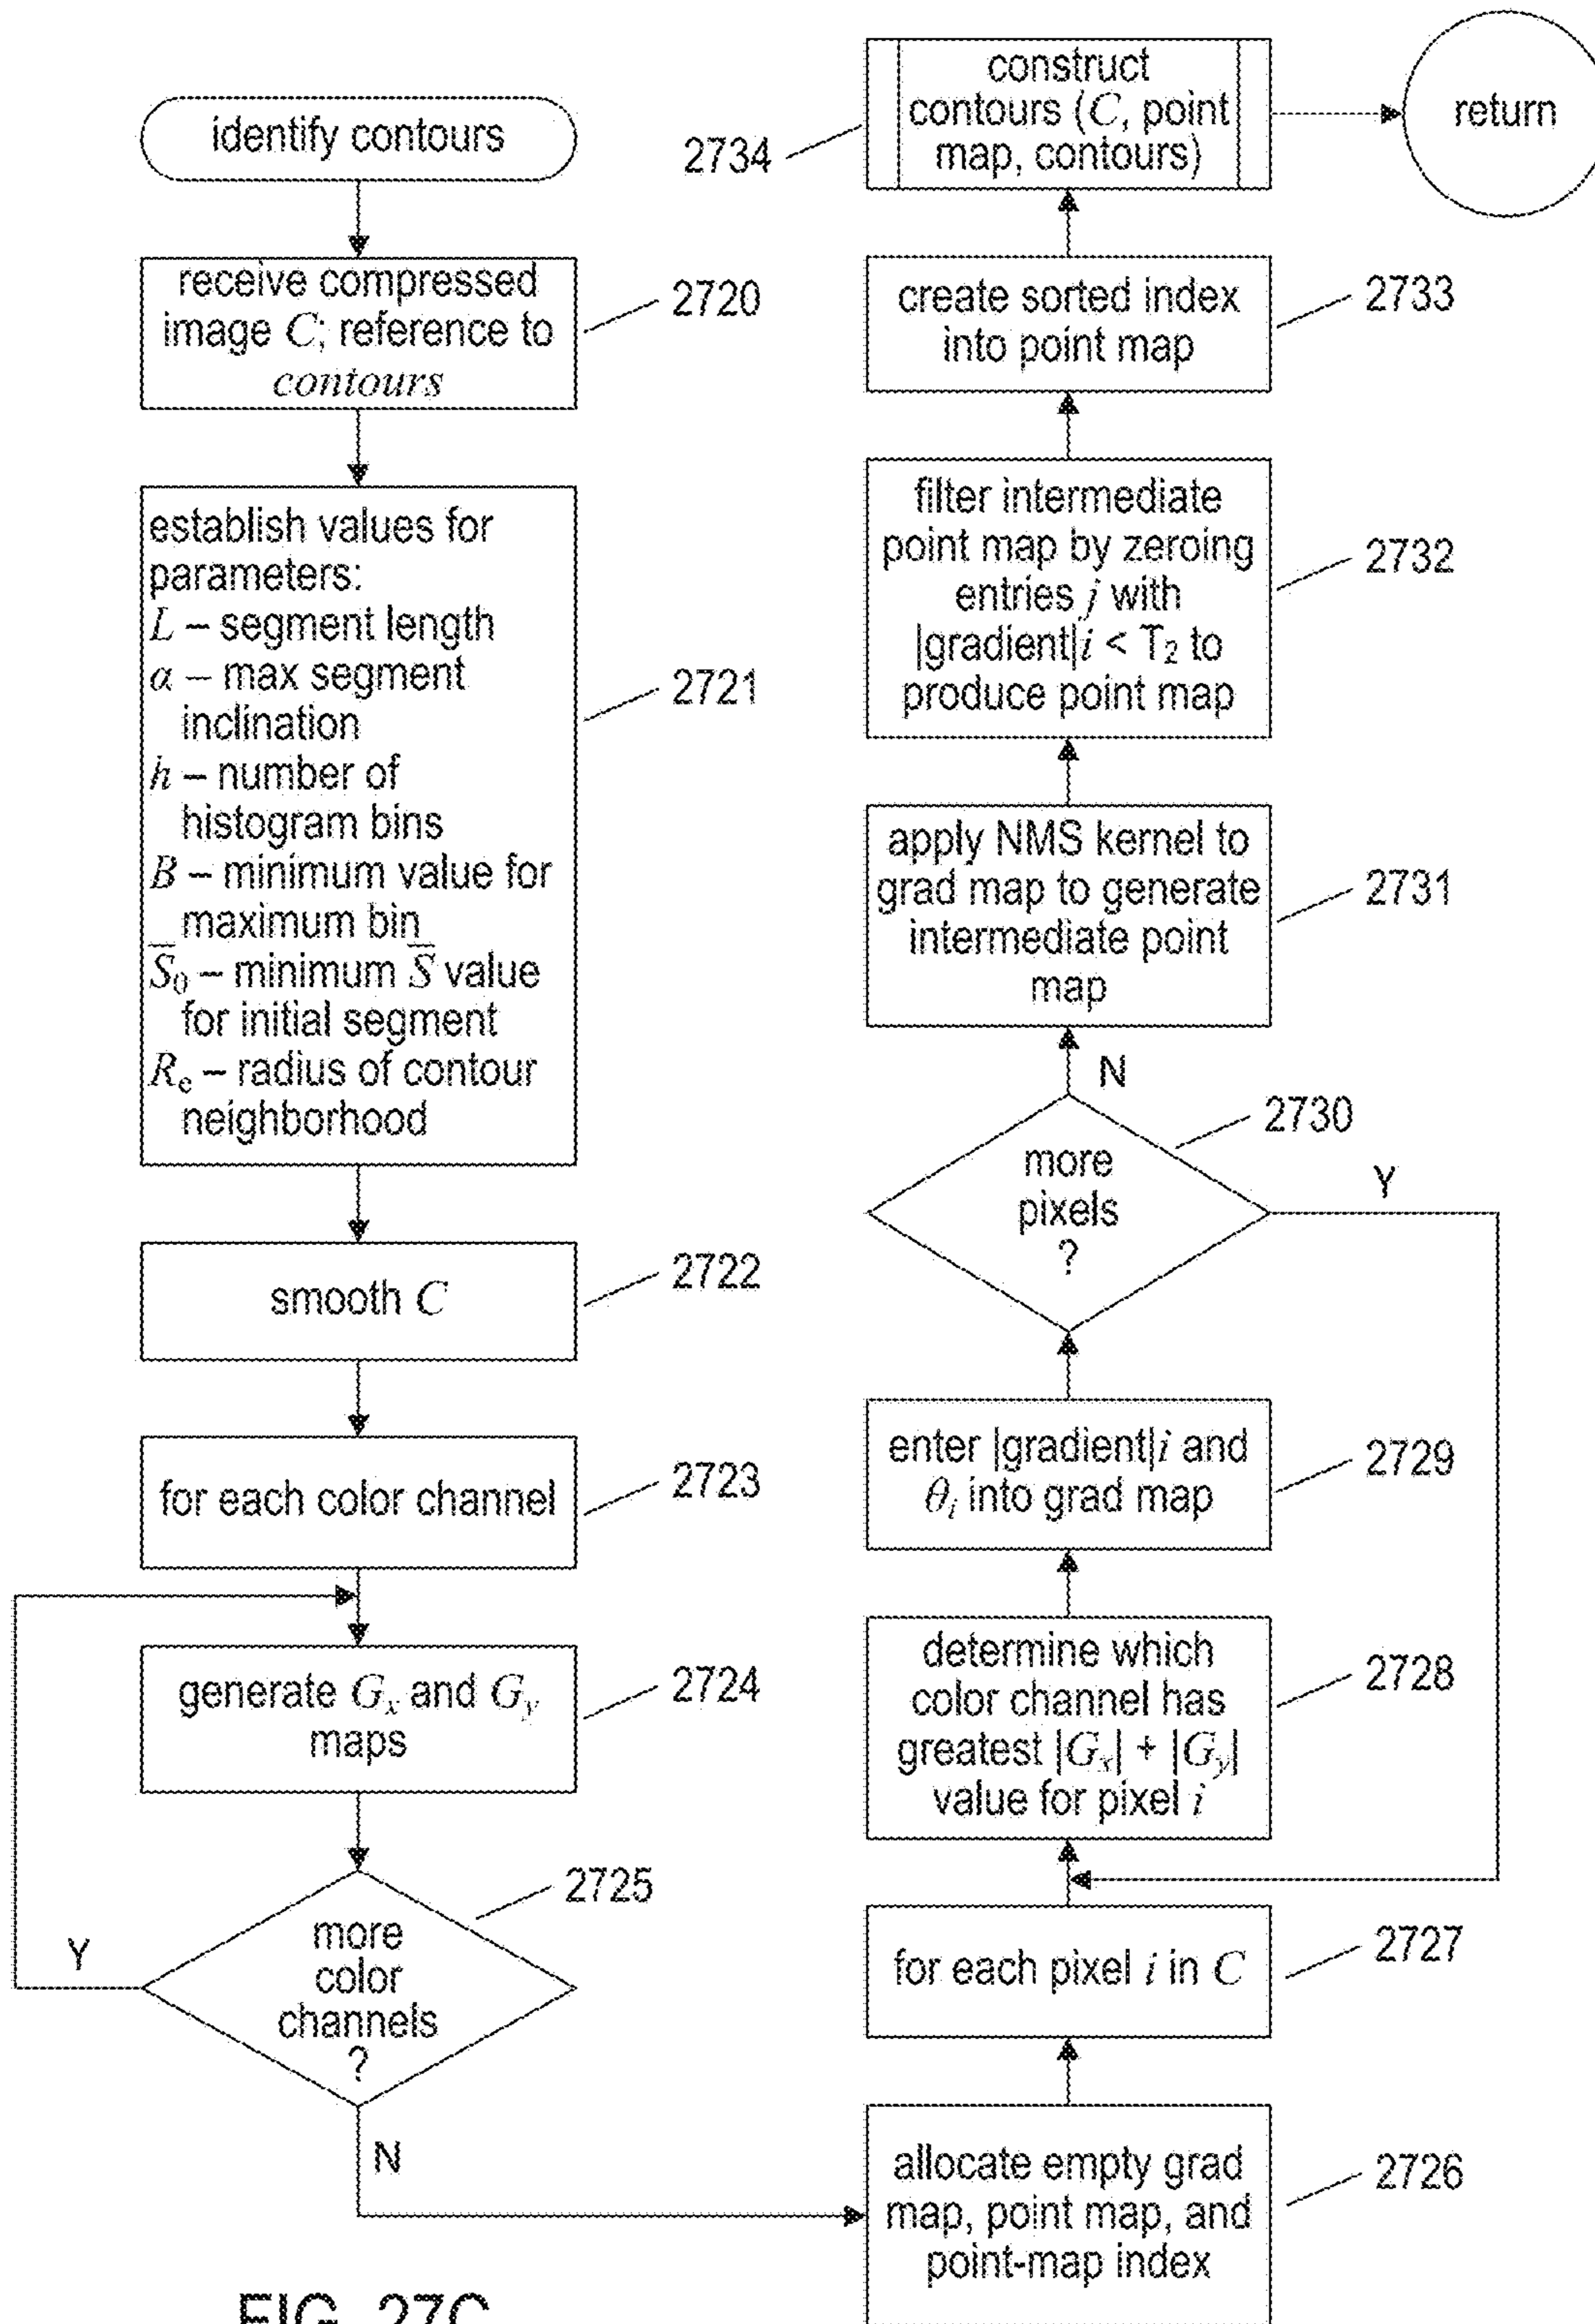 identify contours
receive compressed
image C; reference to
contours
2720
establish values for
parameters:
L – segment length
α – max segment
inclination
h – number of
histogram bins
B – minimum value for
maximum bin
S̅₀ – minimum S̅ value
for initial segment
Rₑ – radius of contour
neighborhood
2721
smooth C
2722
for each color channel
2723
generate Gₓ and Gᵧ
maps
2724
more
color
channels
?
2725
Y
N
allocate empty grad
map, point map, and
point-map index
2726
for each pixel i in C
2727
determine which
color channel has
greatest |Gₓ| + |Gᵧ|
value for pixel i
2728
enter |gradient|i and
θᵢ into grad map
2729
more
pixels
?
2730
Y
N
apply NMS kernel to
grad map to generate
intermediate point
map
2731
filter intermediate
point map by zeroing
entries j with
|gradient|i < T₂ to
produce point map
2732
create sorted index
into point map
2733
construct
contours (C, point
map, contours)
2734
return
FIG. 27C